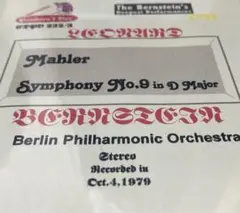 The Bernstein's
LEONARD
Mahler
Symphony No.9 in D Major
BERNSTEIN
Berlin Philharmonic Orchestra
Stereo
Recorded in
Oct.4,1979